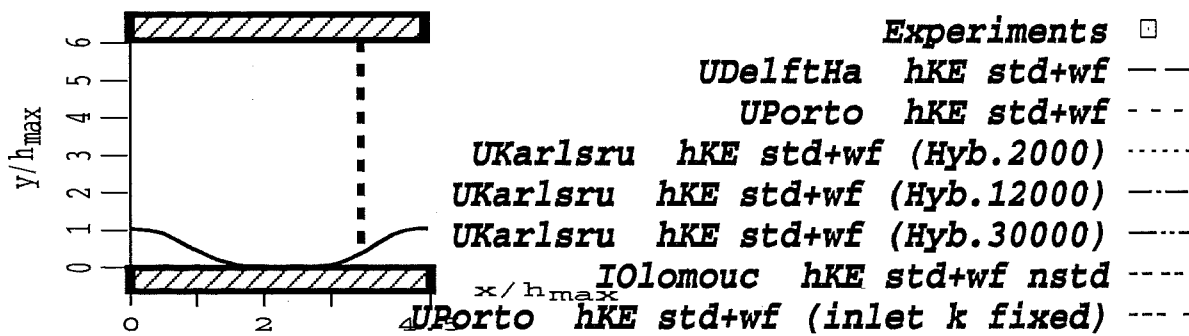 y/hmax
6
5
4
3
2
1
0
0
2
4.5
x/hmax
Experiments
UDelftHa hKE std+wf
UPorto hKE std+wf
UKarlsru hKE std+wf (Hyb.2000)
UKarlsru hKE std+wf (Hyb.12000)
UKarlsru hKE std+wf (Hyb.30000)
IOlomouc hKE std+wf nstd
UPorto hKE std+wf (inlet k fixed)